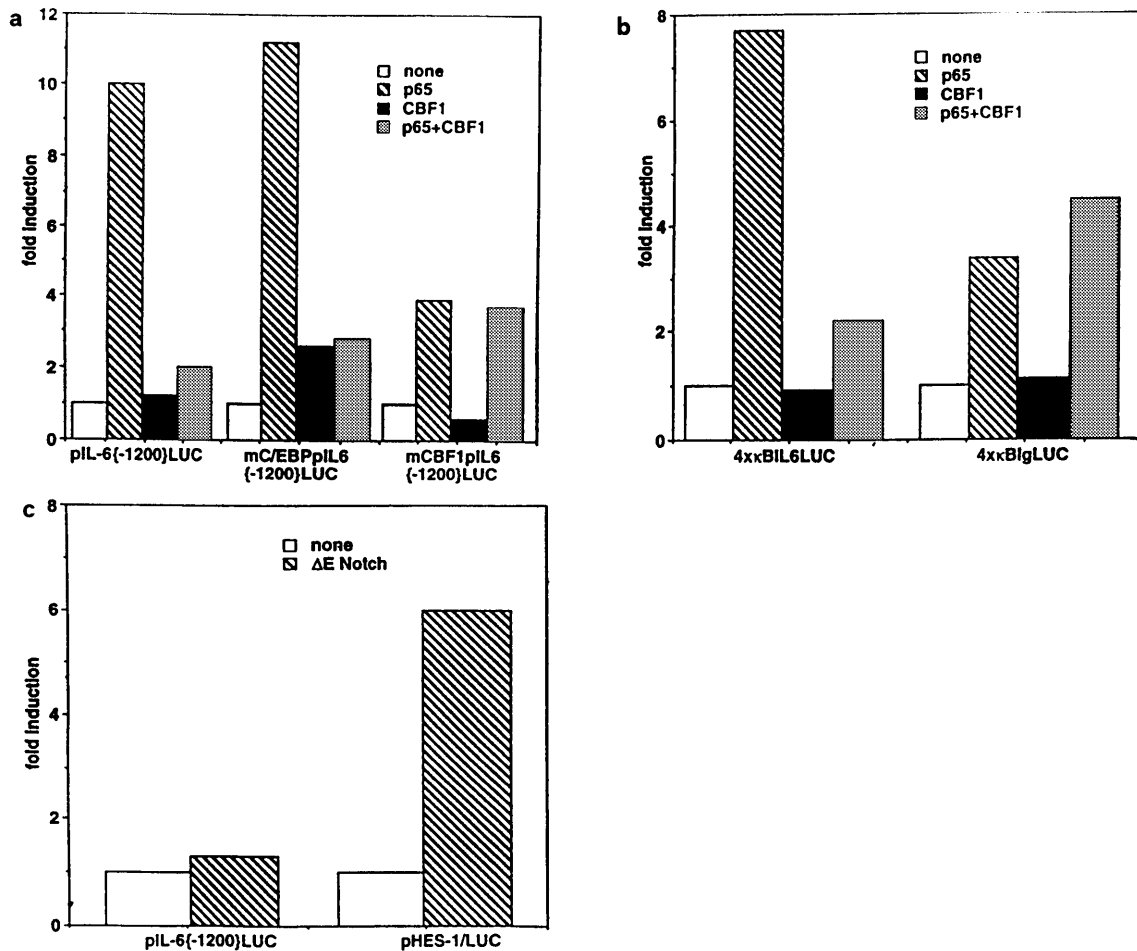 a
12
10
8
6
4
2
0
fold induction
none
p65
CBF1
p65+CBF1
pIL-6{-1200}LUC
mC/EBPpIL6
{-1200}LUC
mCBF1pIL6
{-1200}LUC
b
8
6
4
2
0
fold induction
none
p65
CBF1
p65+CBF1
4xκBIL6LUC
4xκBIgLUC
c
8
6
4
2
0
fold induction
none
ΔE Notch
pIL-6{-1200}LUC
pHES-1/LUC